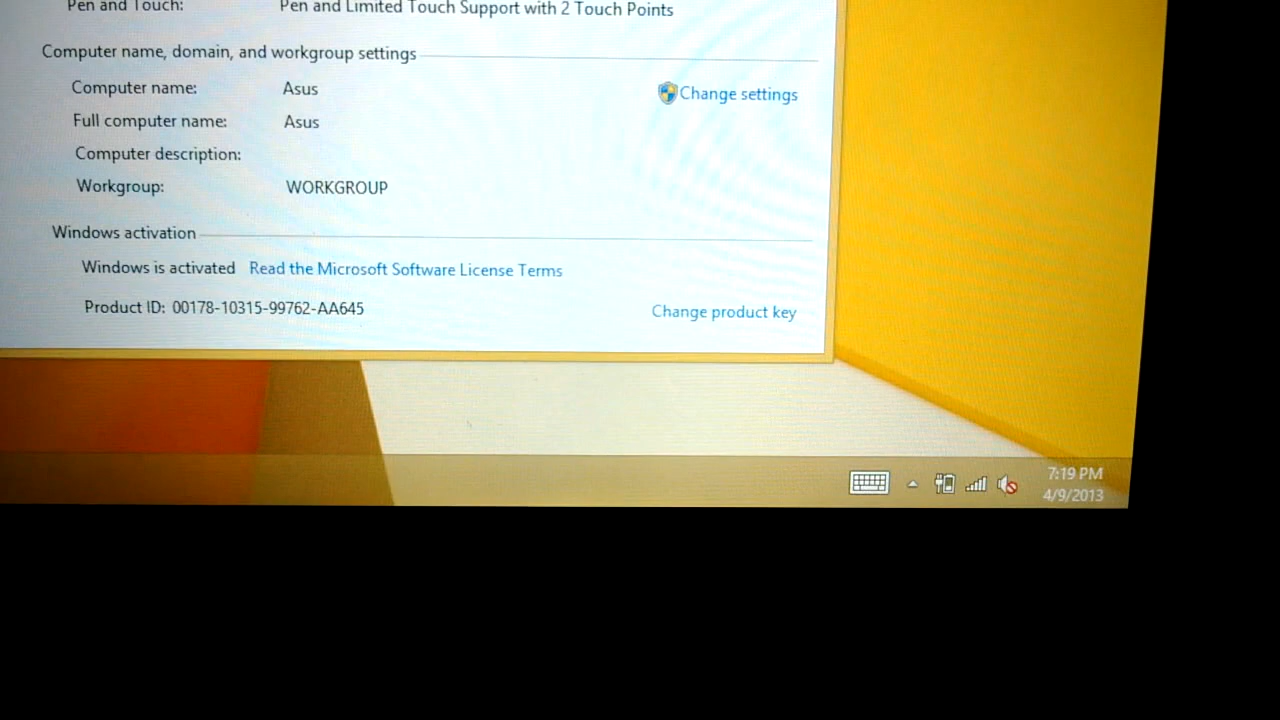 Pen and Touch: Pen and Limited Touch Support with 2 Touch Points
Computer name, domain, and workgroup settings
Computer name: Asus Change settings
Full computer name: Asus
Computer description:
Workgroup: WORKGROUP
Windows activation
Windows is activated Read the Microsoft Software License Terms
Product ID: 00178-10315-99762-AA645 Change product key
7:19 PM
4/9/2013